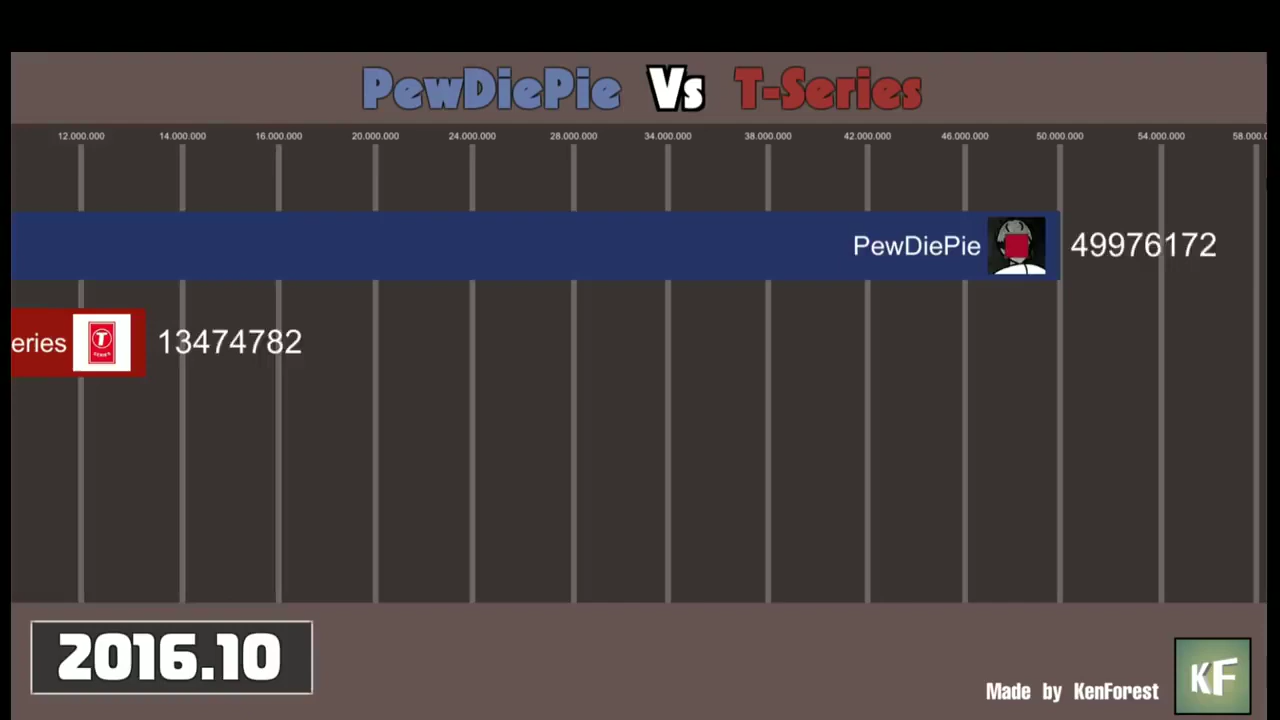 PewDiePie Vs T-Series
12.000.000 14.000.000 16.000.000 20.000.000 24.000.000 28.000.000 34.000.000 38.000.000 42.000.000 46.000.000 50.000.000 54.000.000 58.000.0
PewDiePie 49976172
eries T SERIES 13474782
2016.10
Made by KenForest KF